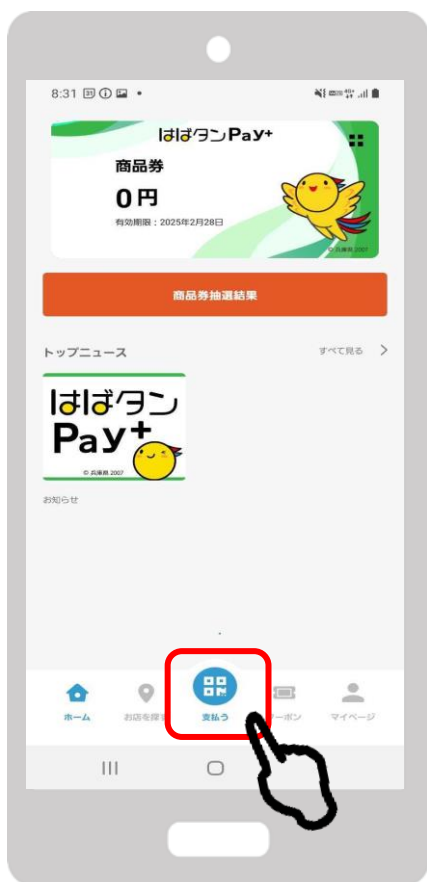 8:31
はばタンPay+
商品券
0円
有効期限：2025年2月28日
© 兵庫県 2007
商品券抽選結果
トップニュース
すべて見る
はばタン
Pay+
© 兵庫県 2007
お知らせ
ホーム
お店を探す
支払う
ーポン
マイページ